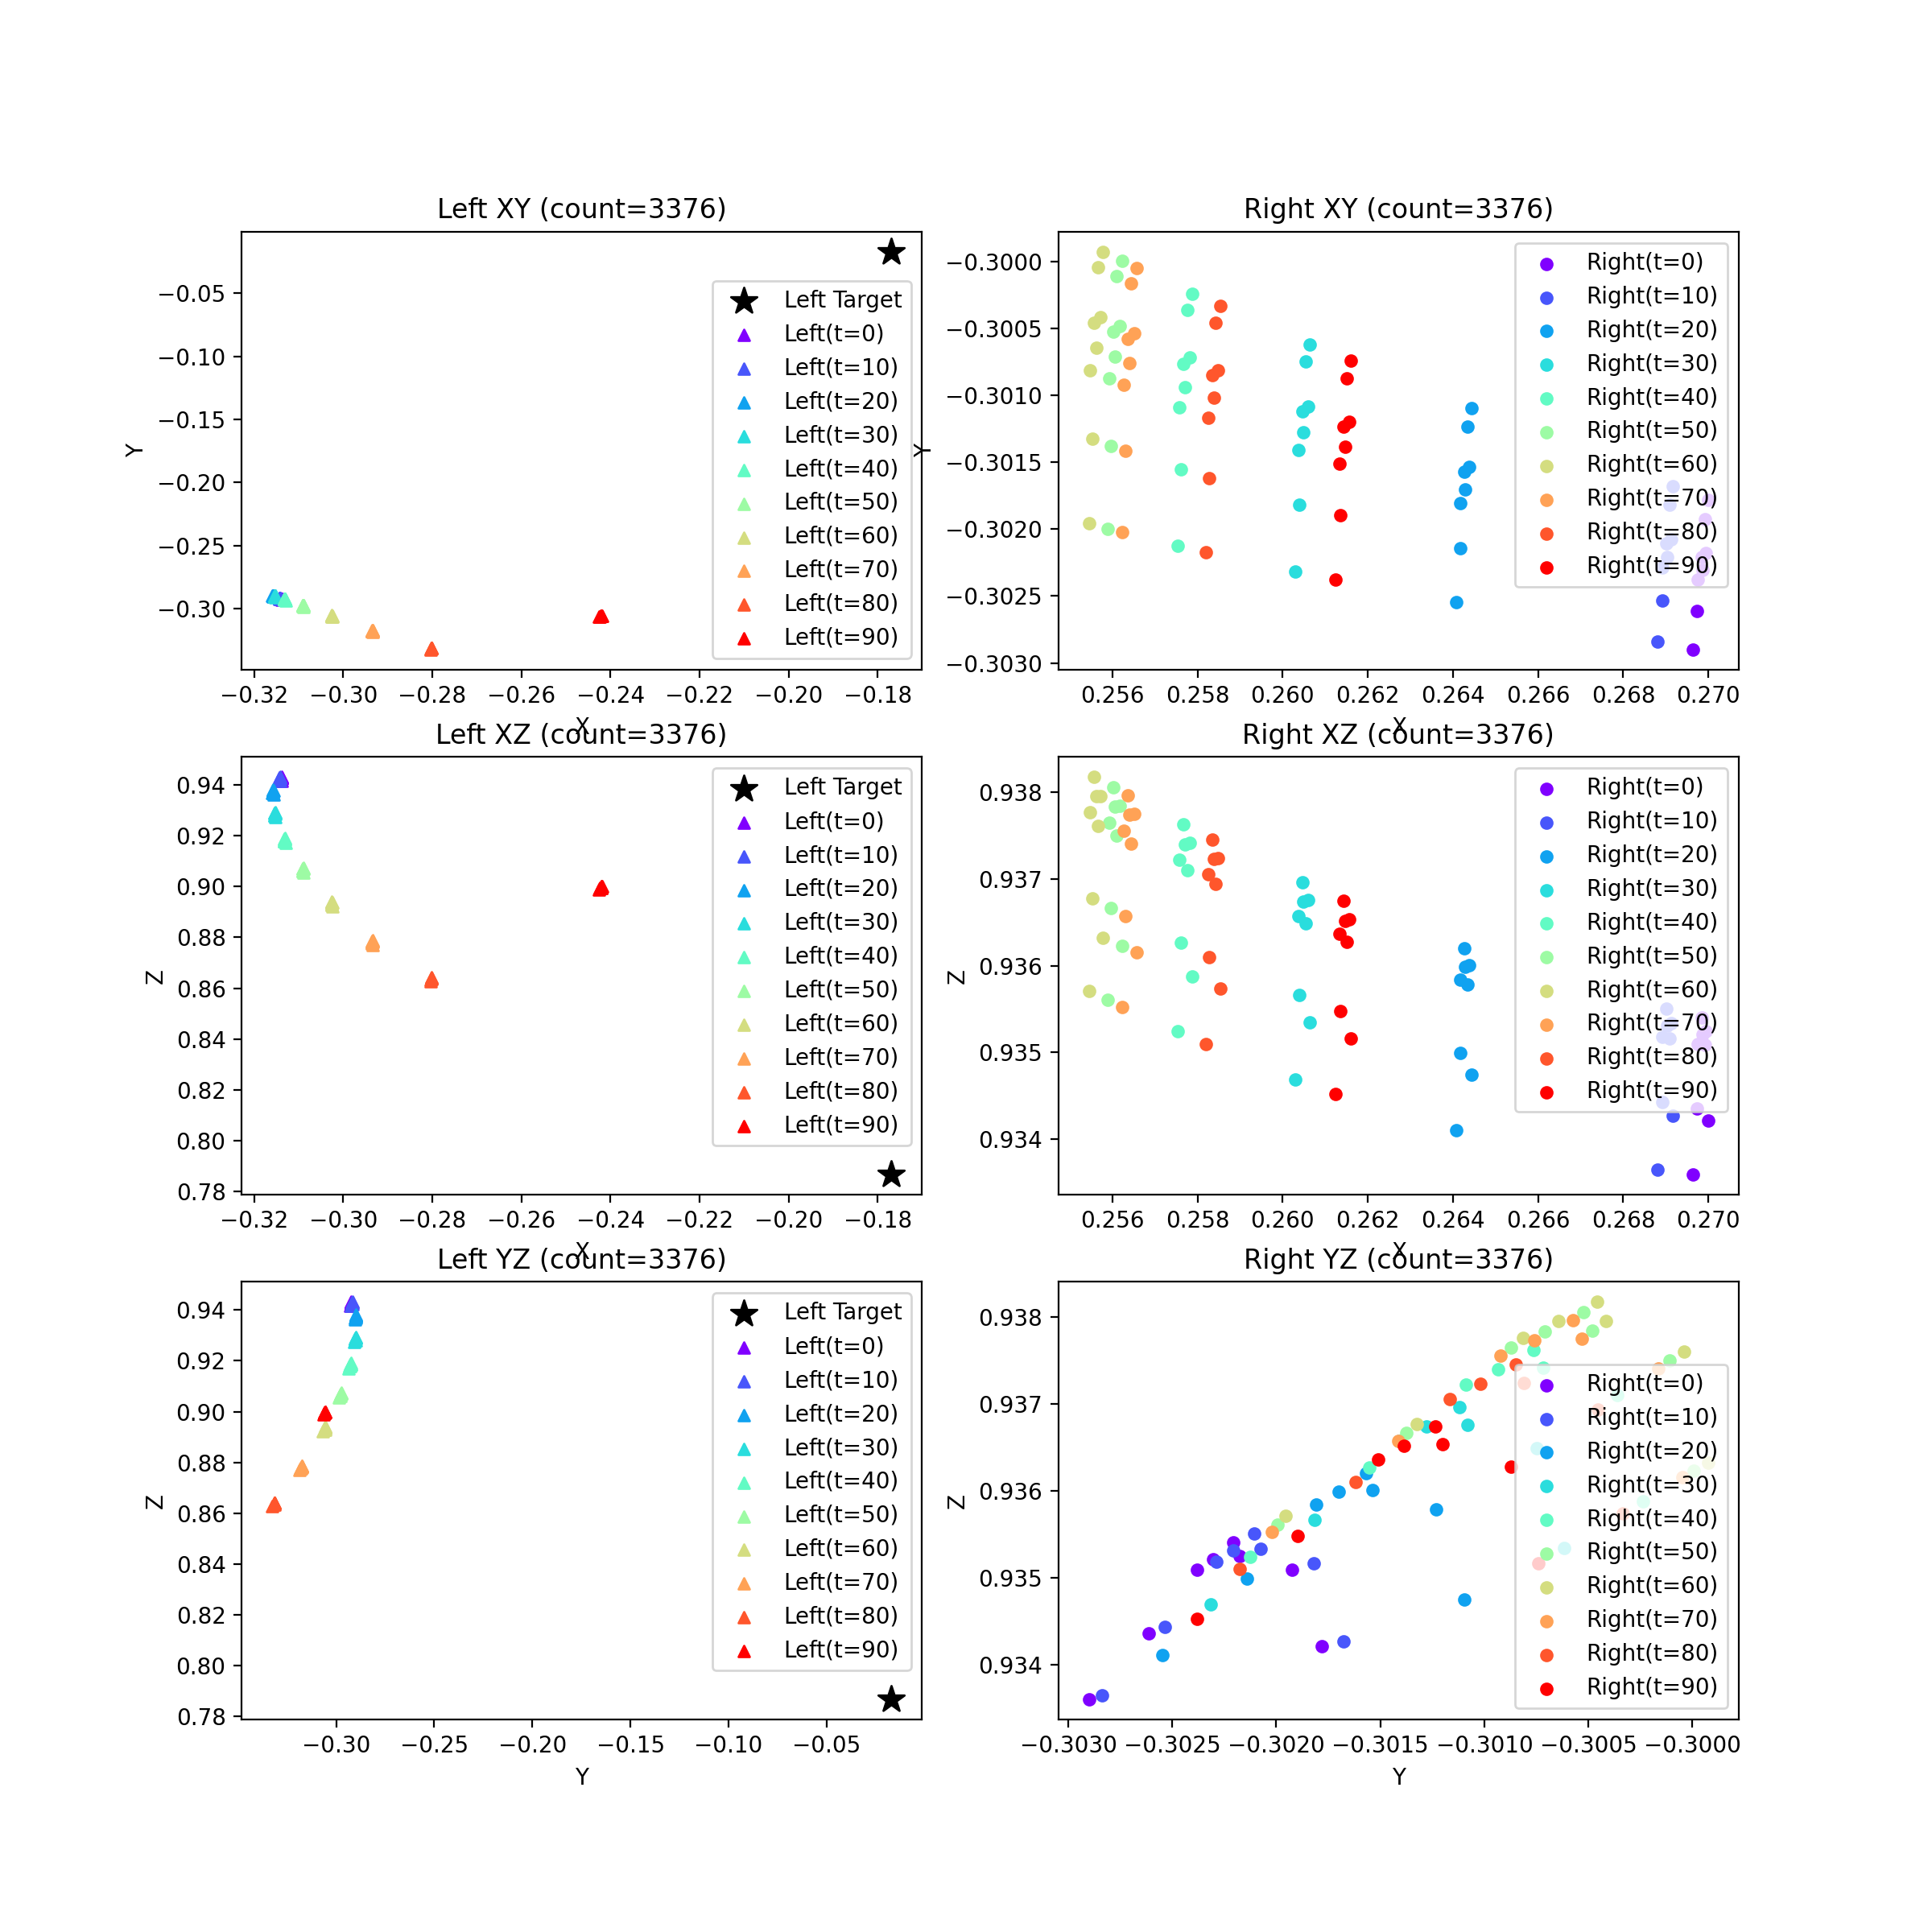 Left XY (count=3376)
Y
−0.05
−0.10
−0.15
−0.20
−0.25
−0.30
−0.32 −0.30 −0.28 −0.26 −0.24 −0.22 −0.20 −0.18
X
Left Target
Left(t=0)
Left(t=10)
Left(t=20)
Left(t=30)
Left(t=40)
Left(t=50)
Left(t=60)
Left(t=70)
Left(t=80)
Left(t=90)
Right XY (count=3376)
Y
−0.3000
−0.3005
−0.3010
−0.3015
−0.3020
−0.3025
−0.3030
0.256 0.258 0.260 0.262 0.264 0.266 0.268 0.270
X
Right(t=0)
Right(t=10)
Right(t=20)
Right(t=30)
Right(t=40)
Right(t=50)
Right(t=60)
Right(t=70)
Right(t=80)
Right(t=90)
Left XZ (count=3376)
Z
0.94
0.92
0.90
0.88
0.86
0.84
0.82
0.80
0.78
−0.32 −0.30 −0.28 −0.26 −0.24 −0.22 −0.20 −0.18
X
Left Target
Left(t=0)
Left(t=10)
Left(t=20)
Left(t=30)
Left(t=40)
Left(t=50)
Left(t=60)
Left(t=70)
Left(t=80)
Left(t=90)
Right XZ (count=3376)
Z
0.938
0.937
0.936
0.935
0.934
0.256 0.258 0.260 0.262 0.264 0.266 0.268 0.270
X
Right(t=0)
Right(t=10)
Right(t=20)
Right(t=30)
Right(t=40)
Right(t=50)
Right(t=60)
Right(t=70)
Right(t=80)
Right(t=90)
Left YZ (count=3376)
Z
0.94
0.92
0.90
0.88
0.86
0.84
0.82
0.80
0.78
−0.30 −0.25 −0.20 −0.15 −0.10 −0.05
Y
Left Target
Left(t=0)
Left(t=10)
Left(t=20)
Left(t=30)
Left(t=40)
Left(t=50)
Left(t=60)
Left(t=70)
Left(t=80)
Left(t=90)
Right YZ (count=3376)
Z
0.938
0.937
0.936
0.935
0.934
−0.3030 −0.3025 −0.3020 −0.3015 −0.3010 −0.3005 −0.3000
Y
Right(t=0)
Right(t=10)
Right(t=20)
Right(t=30)
Right(t=40)
Right(t=50)
Right(t=60)
Right(t=70)
Right(t=80)
Right(t=90)